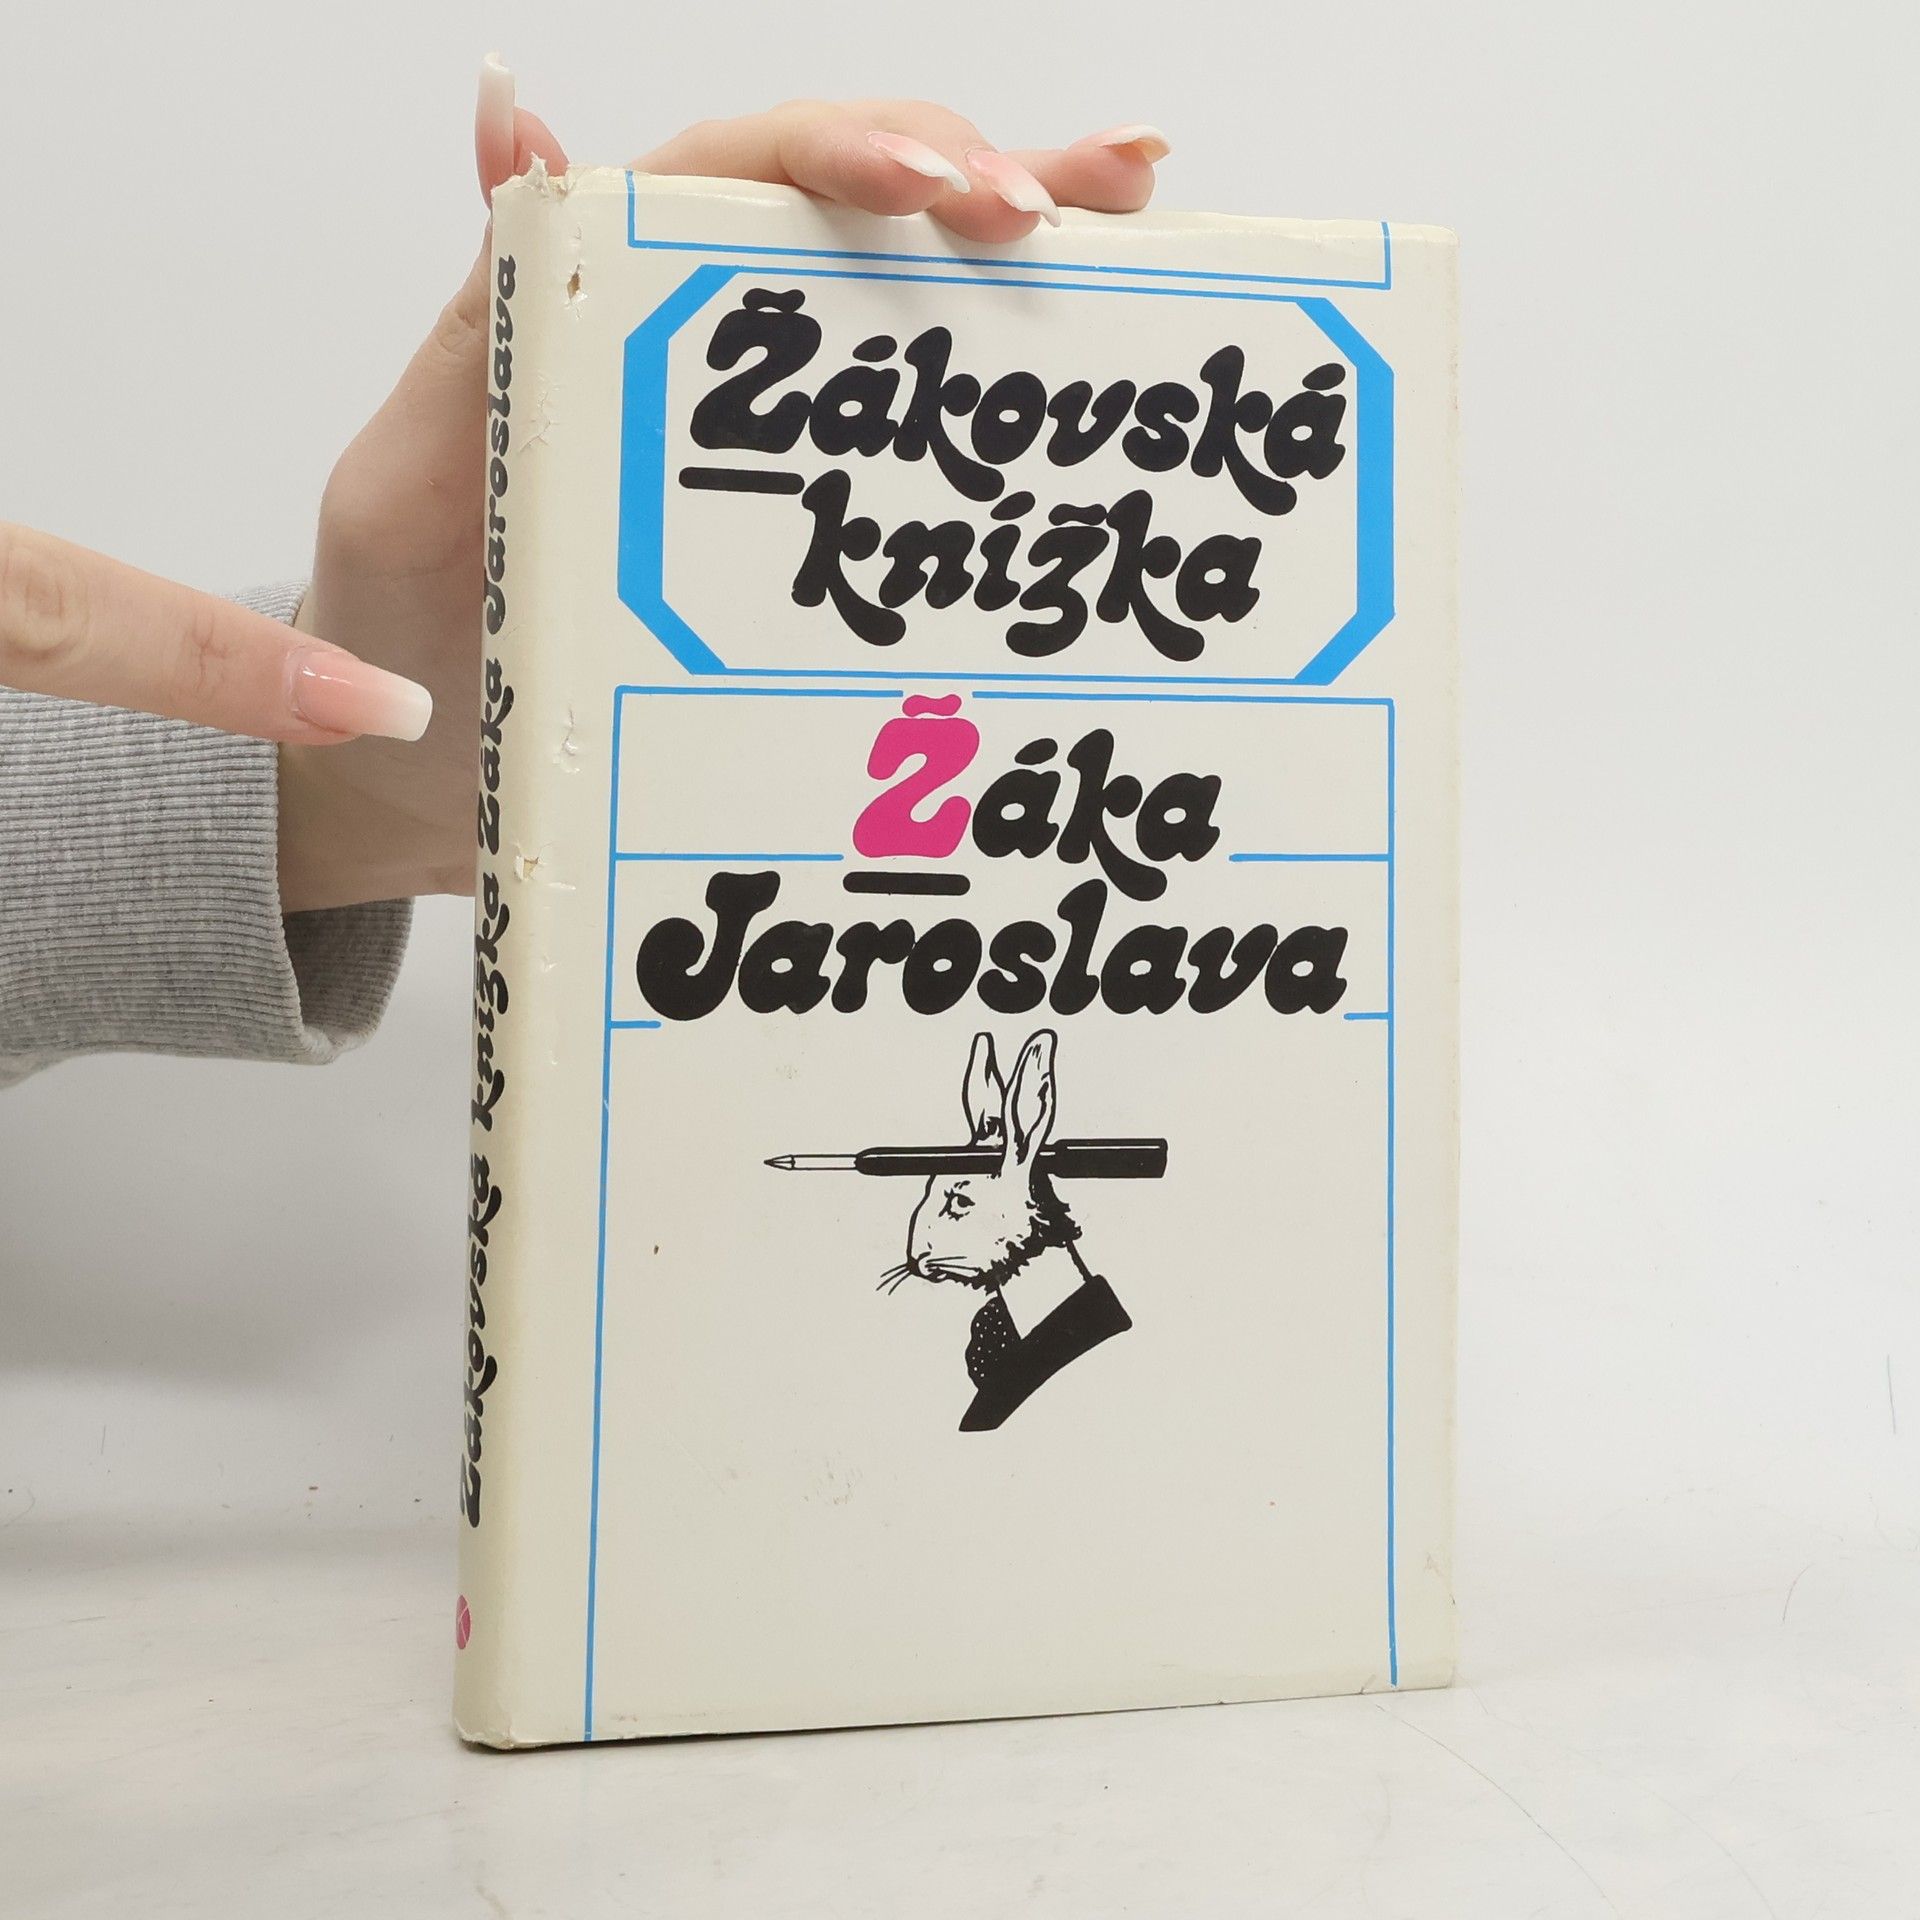 Žákovská
knížka
Žáka
Jaroslava
Žákovská knížka Žáka Jaroslava